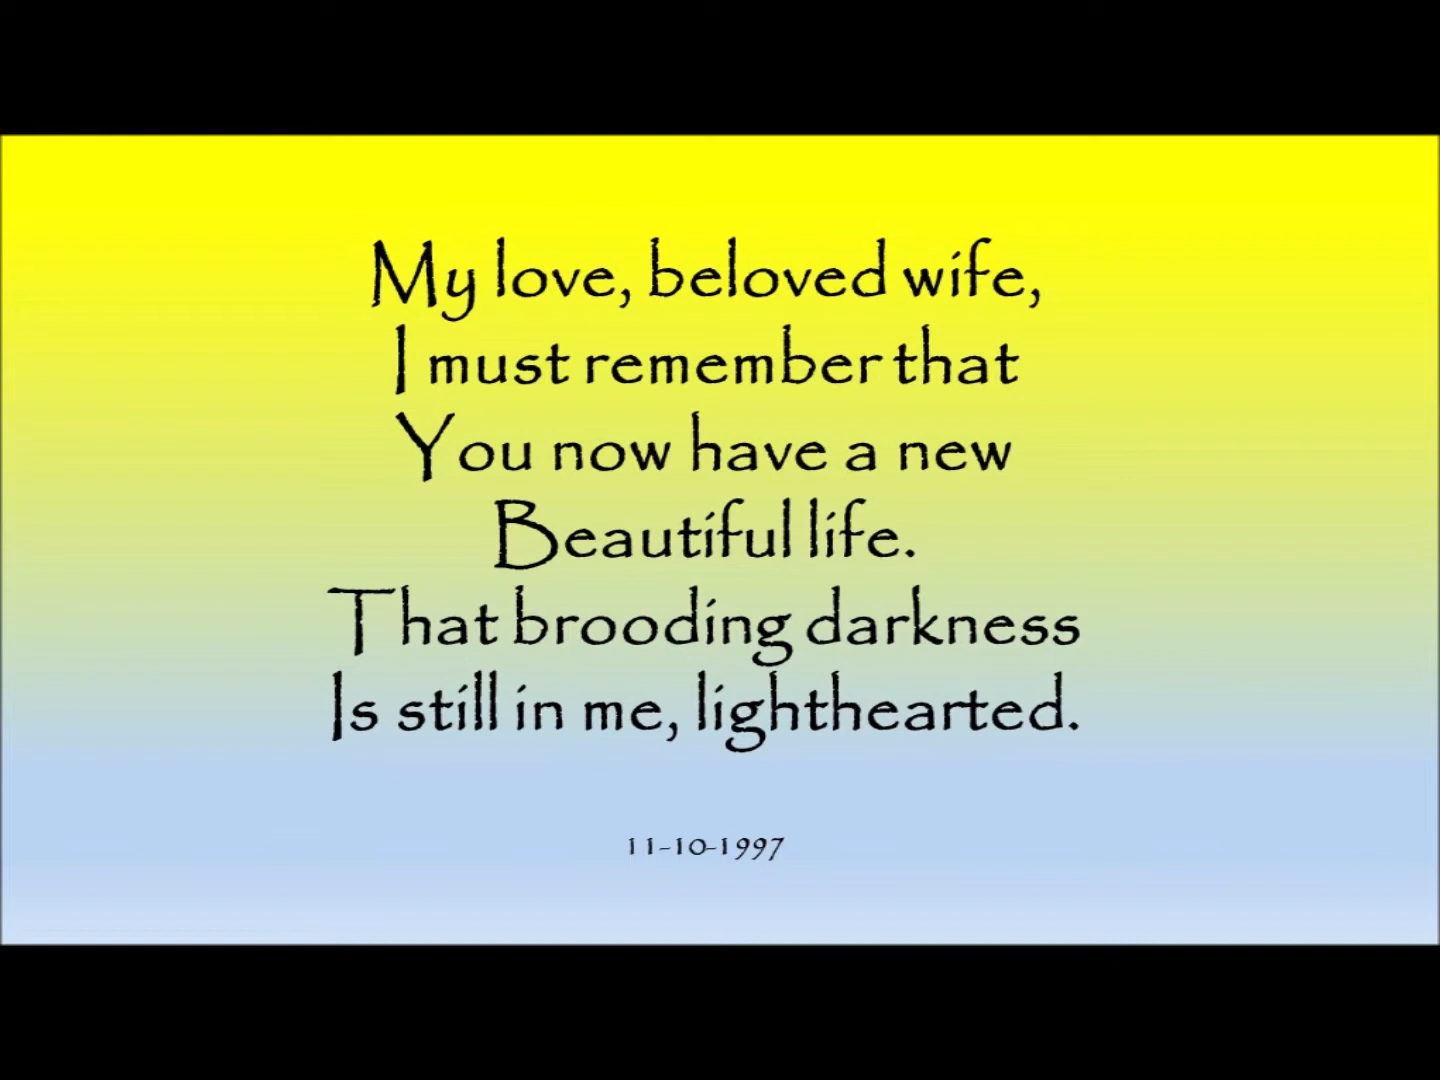 My love, beloved wife,
I must remember that
You now have a new
Beautiful life.
That brooding darkness
Is still in me, lighthearted.
11-10-1997